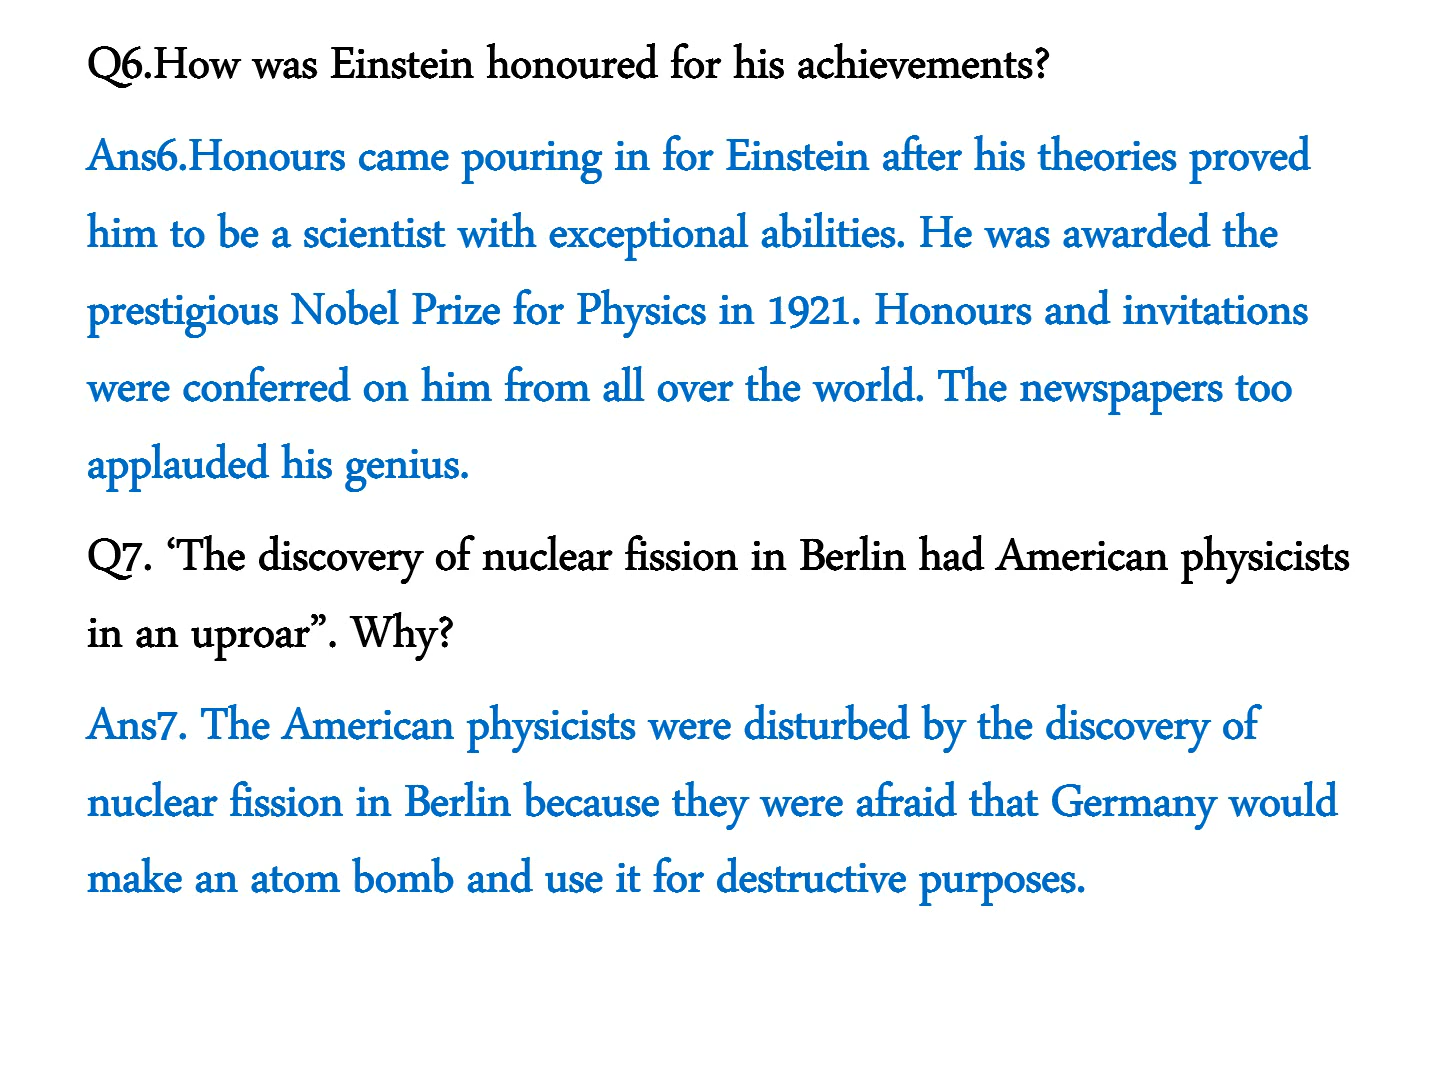 Q6.How was Einstein honoured for his achievements?
Ans6.Honours came pouring in for Einstein after his theories proved
him to be a scientist with exceptional abilities. He was awarded the
prestigious Nobel Prize for Physics in 1921. Honours and invitations
were conferred on him from all over the world. The newspapers too
applauded his genius.
Q7. ‘The discovery of nuclear fission in Berlin had American physicists
in an uproar”. Why?
Ans7. The American physicists were disturbed by the discovery of
nuclear fission in Berlin because they were afraid that Germany would
make an atom bomb and use it for destructive purposes.